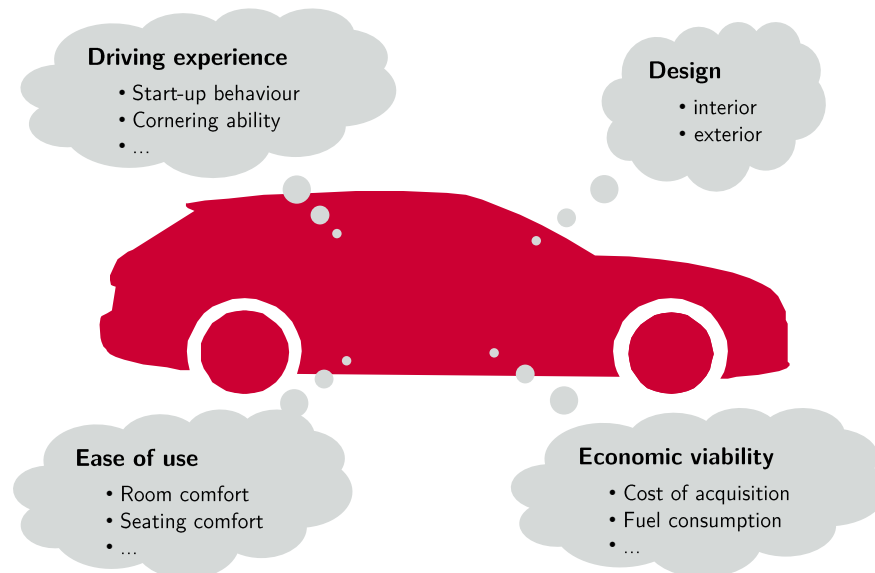 Driving experience
• Start-up behaviour
• Cornering ability
• ...
Design
• interior
• exterior
Ease of use
• Room comfort
• Seating comfort
• ...
Economic viability
• Cost of acquisition
• Fuel consumption
• ...